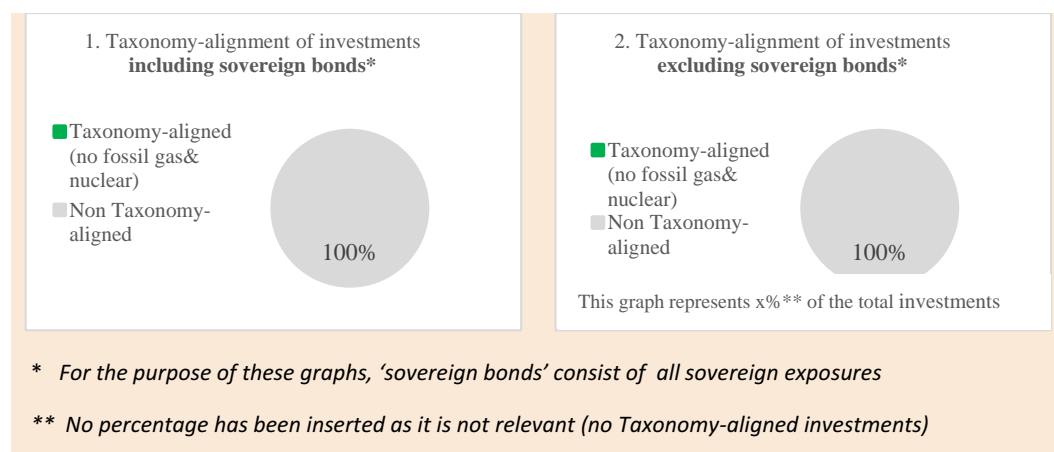 1. Taxonomy-alignment of investments
including sovereign bonds*
Taxonomy-aligned
(no fossil gas&
nuclear)
Non Taxonomy-
aligned
100%
2. Taxonomy-alignment of investments
excluding sovereign bonds*
Taxonomy-aligned
(no fossil gas&
nuclear)
Non Taxonomy-
aligned
100%
This graph represents x%** of the total investments
* For the purpose of these graphs, ‘sovereign bonds’ consist of all sovereign exposures
** No percentage has been inserted as it is not relevant (no Taxonomy-aligned investments)